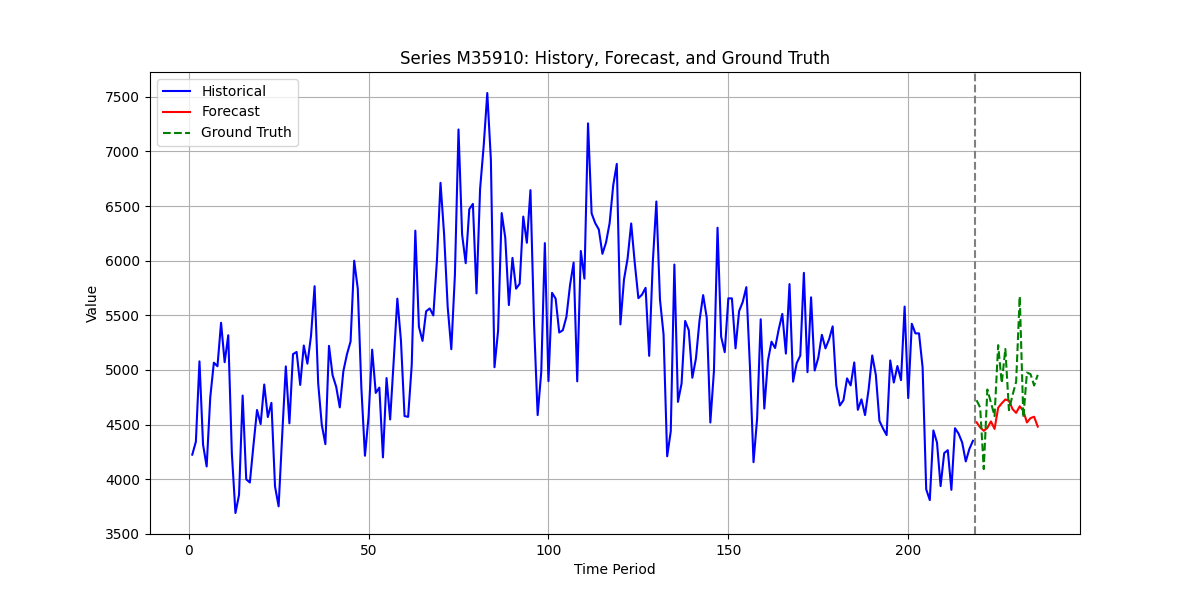 Series M35910: History, Forecast, and Ground Truth
Historical
Forecast
Ground Truth
7500
7000
6500
6000
5500
5000
4500
4000
3500
Value
0
50
100
150
200
Time Period